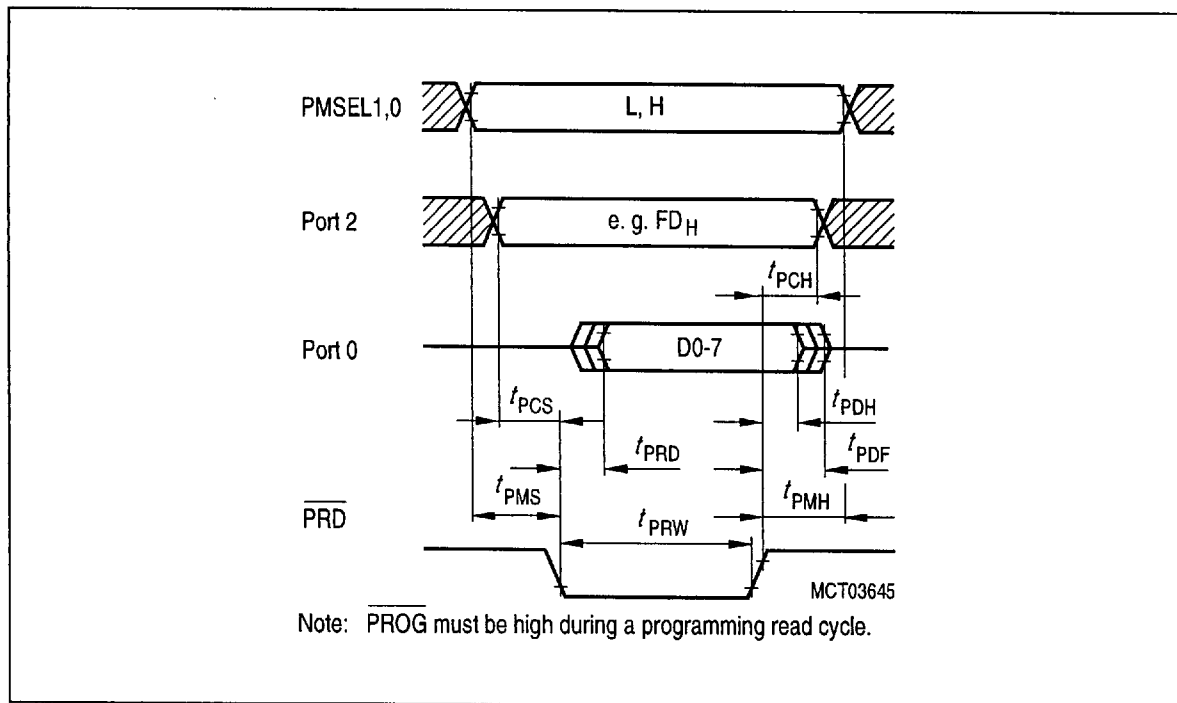 PMSEL1,0
L, H
Port 2
e. g. FDH
tPCH
Port 0
D0-7
tPCS
tPDH
tPRD
tPDF
tPMS
tPMH
PRD
tPRW
MCT03645
Note: PROG must be high during a programming read cycle.